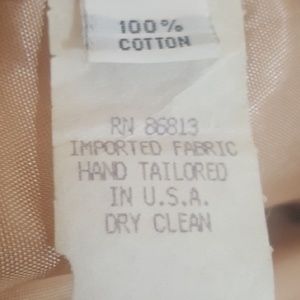 100%
COTTON
RN 86813
IMPORTED FABRIC
HAND TAILORED
IN U.S.A.
DRY CLEAN